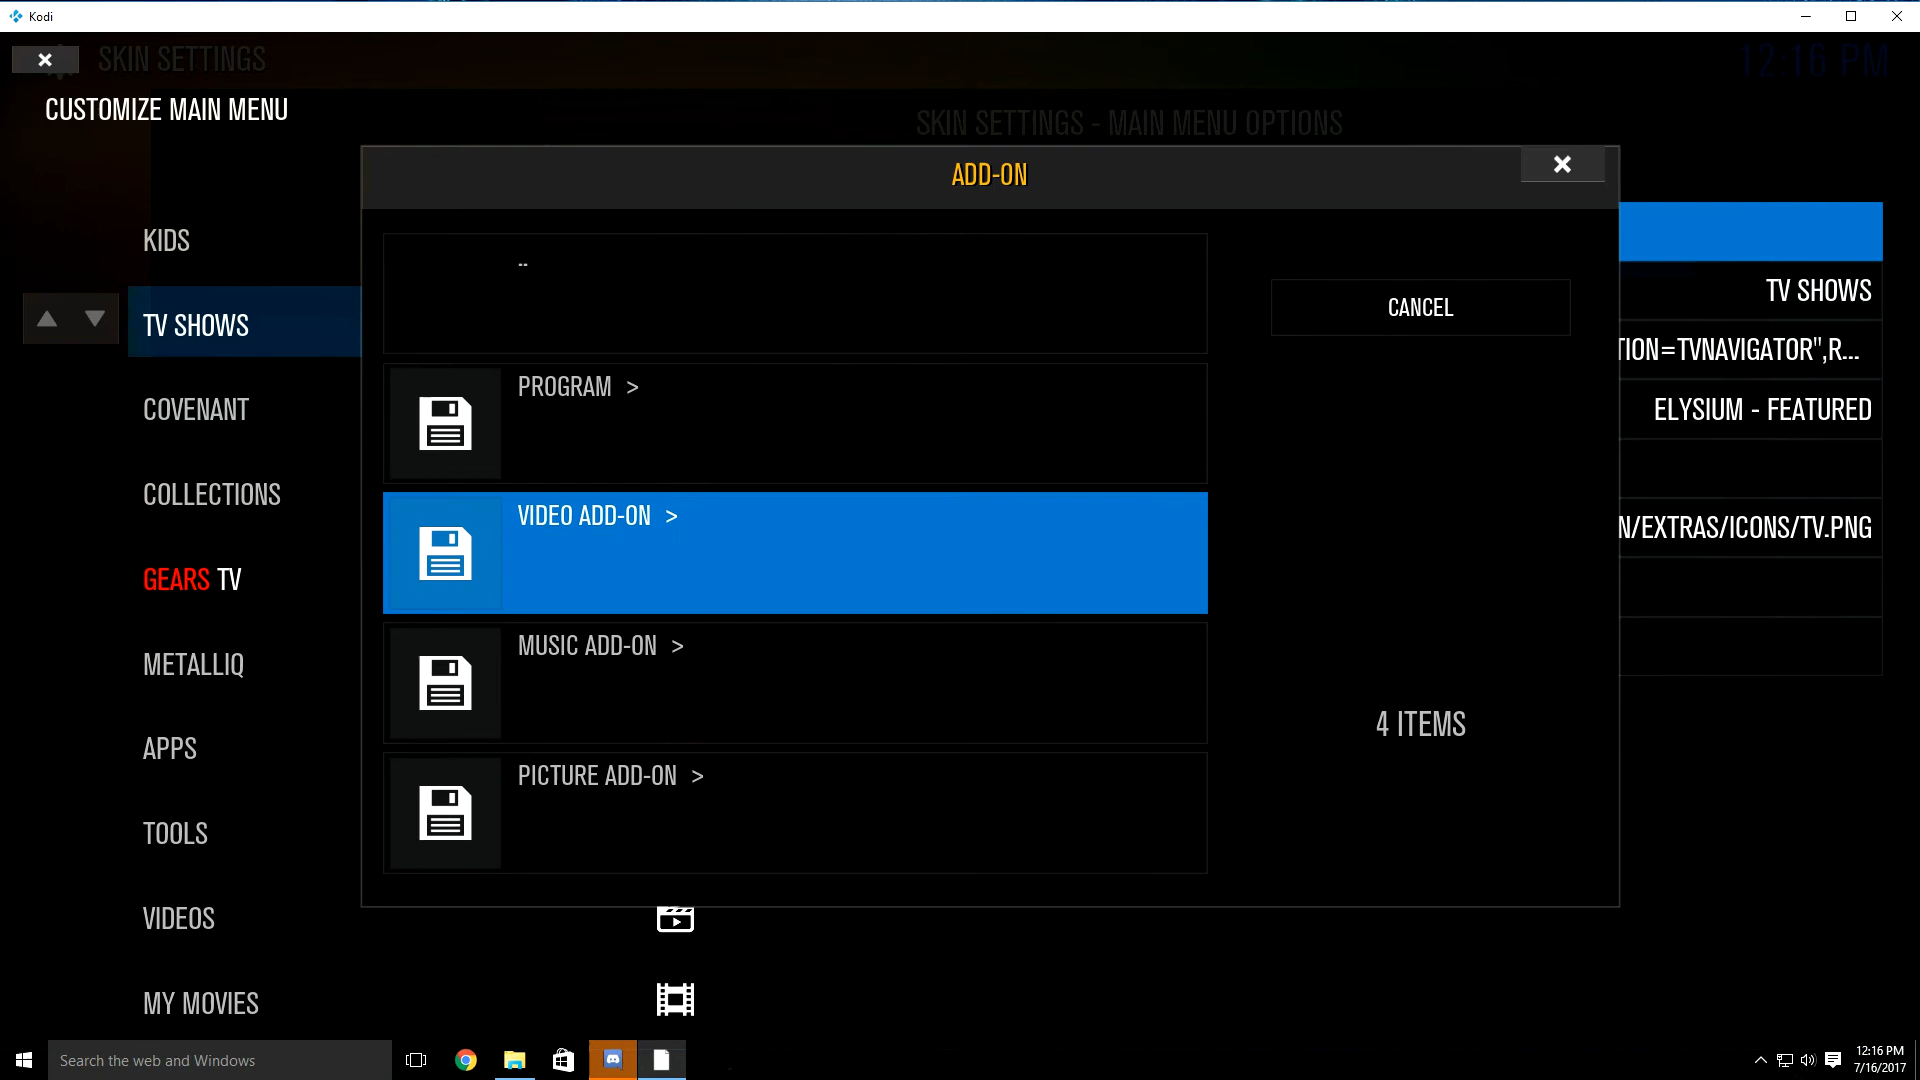 Kodi
SKIN SETTINGS
12:16 PM
CUSTOMIZE MAIN MENU
SKIN SETTINGS - MAIN MENU OPTIONS
ADD-ON
KIDS
TV SHOWS
COVENANT
COLLECTIONS
GEARS TV
METALLIQ
APPS
TOOLS
VIDEOS
MY MOVIES
..
PROGRAM >
VIDEO ADD-ON >
MUSIC ADD-ON >
PICTURE ADD-ON >
CANCEL
4 ITEMS
TV SHOWS
TION=TVNAVIGATOR",R...
ELYSIUM - FEATURED
N/EXTRAS/ICONS/TV.PNG
Search the web and Windows
12:16 PM
7/16/2017